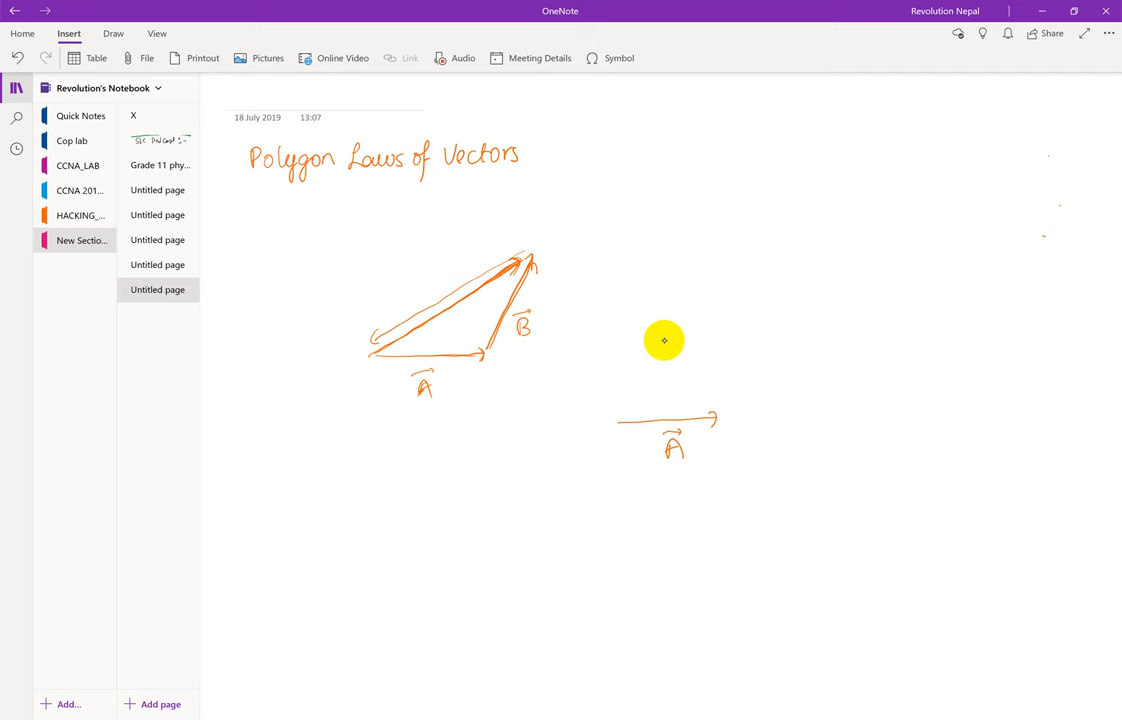 OneNote
Revolution Nepal
Home Insert Draw View
Share
Table File Printout Pictures Online Video Link Audio Meeting Details Symbol
Revolution's Notebook
Quick Notes
Cop lab
CCNA_LAB
CCNA 201...
HACKING_...
New Sectio...
X
Grade 11 phy...
Untitled page
Untitled page
Untitled page
Untitled page
Untitled page
18 July 2019 13:07
Polygon Laws of Vectors
B
A
A
Add...
Add page